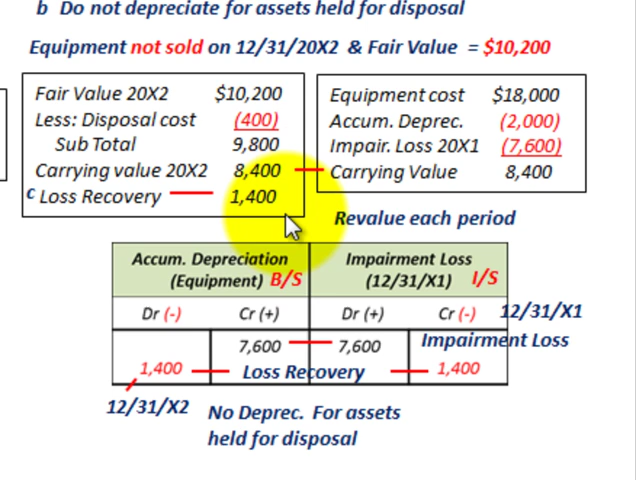 b Do not depreciate for assets held for disposal
Equipment not sold on 12/31/20X2 & Fair Value = $10,200
Fair Value 20X2 $10,200
Less: Disposal cost (400)
Sub Total 9,800
Carrying value 20X2 8,400
c Loss Recovery 1,400
Equipment cost $18,000
Accum. Deprec. (2,000)
Impair. Loss 20X1 (7,600)
Carrying Value 8,400
Revalue each period
Accum. Depreciation
(Equipment) B/S
Impairment Loss
(12/31/X1) I/S
Dr (-) Cr (+) Dr (+) Cr (-) 12/31/X1
7,600 7,600 Impairment Loss
1,400 Loss Recovery 1,400
12/31/X2
No Deprec. For assets
held for disposal